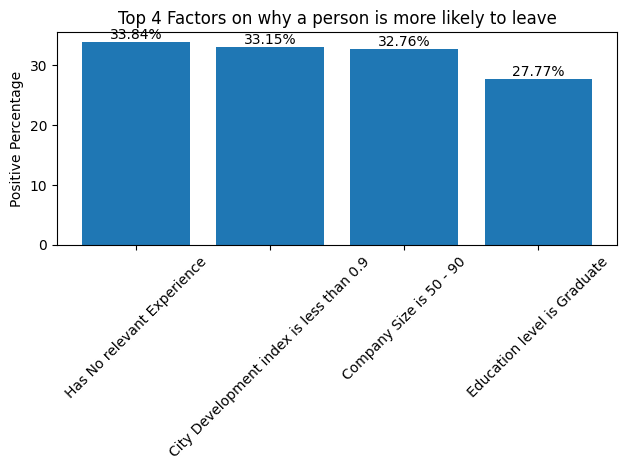 Top 4 Factors on why a person is more likely to leave
Positive Percentage
30
20
10
0
33.84%
33.15%
32.76%
27.77%
Has No relevant Experience
City Development index is less than 0.9
Company Size is 50 - 90
Education level is Graduate